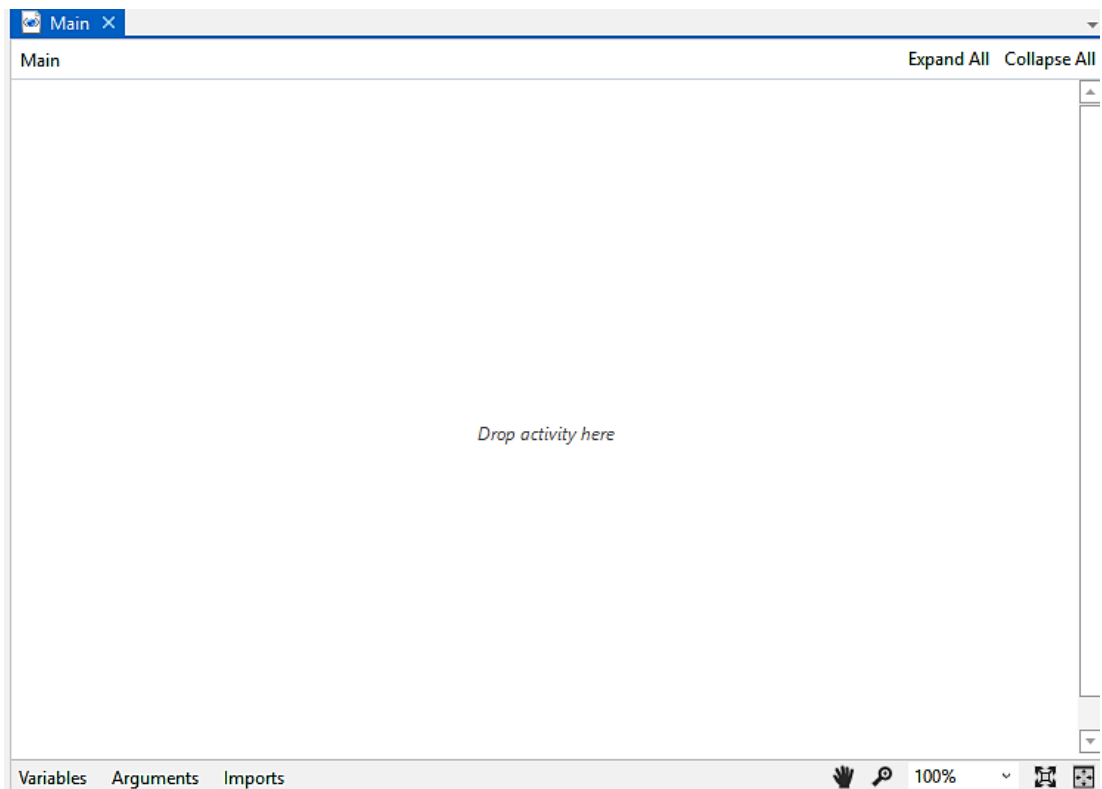 Main
Main Expand All Collapse All
Drop activity here
Variables Arguments Imports 100%